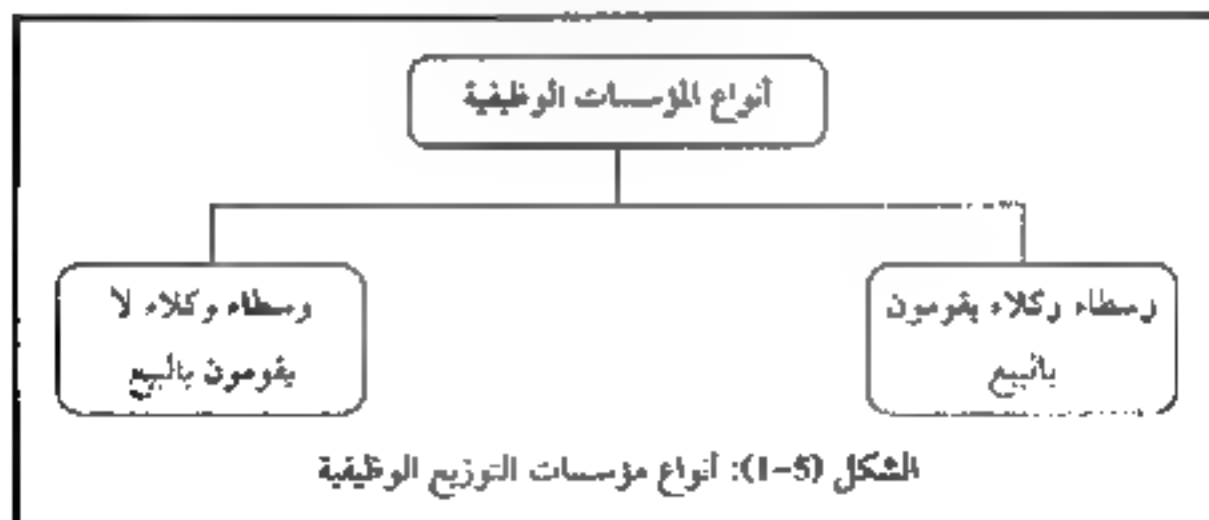 أنواع المؤسسات الوظيفية
وسطاء وكلاء يقومون
بالبيع
وسطاء وكلاء لا
يقومون بالبيع
الشكل (5-1): أنواع مؤسسات التوزيع الوظيفية